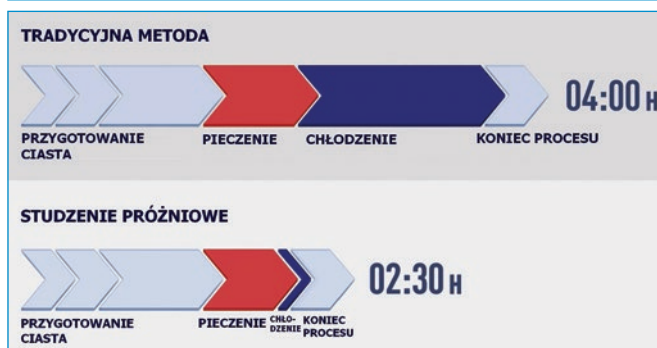 TRADYCYJNA METODA
04:00 H
PRZYGOTOWANIE
CIASTA
PIECZENIE
CHŁODZENIE
KONIEC PROCESU
STUDZENIE PRÓŻNIOWE
02:30 H
PRZYGOTOWANIE
CIASTA
PIECZENIE
CHŁO-
DZENIE
KONIEC
PROCESU